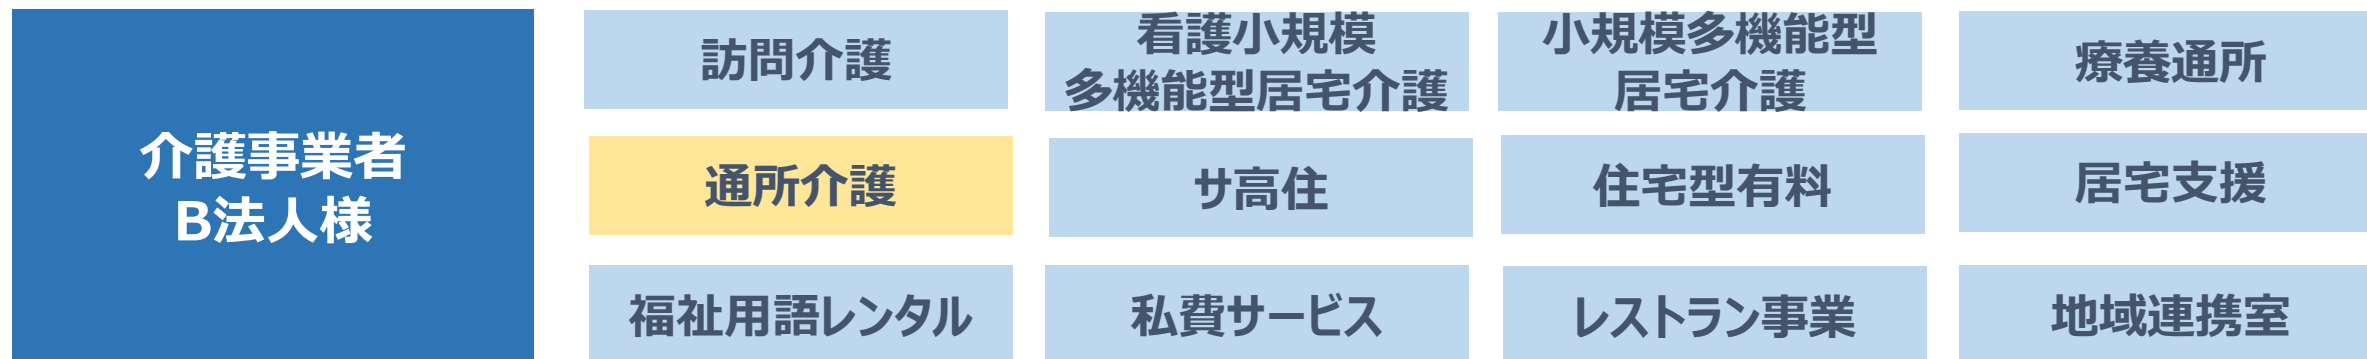 介護事業者
B法人様
訪問介護
看護小規模
多機能型居宅介護
小規模多機能型
居宅介護
療養通所
通所介護
サ高住
住宅型有料
居宅支援
福祉用語レンタル
私費サービス
レストラン事業
地域連携室